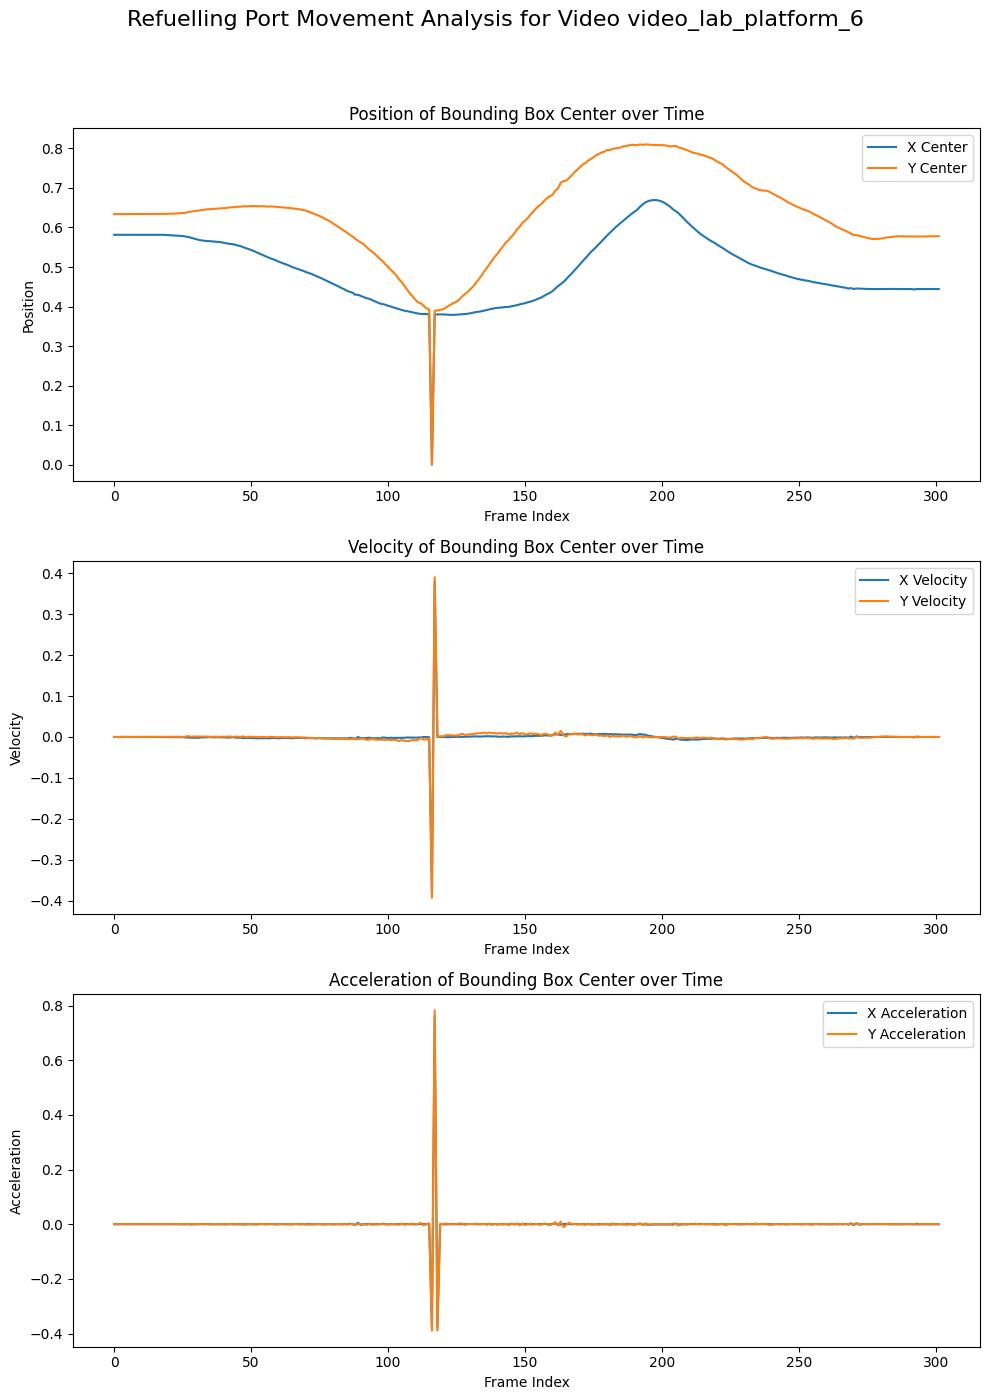 Refuelling Port Movement Analysis for Video video_lab_platform_6
Position of Bounding Box Center over Time
X Center
Y Center
0.8
0.7
0.6
0.5
0.4
0.3
0.2
0.1
0.0
Position
0
50
100
150
200
250
300
Frame Index
Velocity of Bounding Box Center over Time
X Velocity
Y Velocity
0.4
0.3
0.2
0.1
0.0
−0.1
−0.2
−0.3
−0.4
Velocity
0
50
100
150
200
250
300
Frame Index
Acceleration of Bounding Box Center over Time
X Acceleration
Y Acceleration
0.8
0.6
0.4
0.2
0.0
−0.2
−0.4
Acceleration
0
50
100
150
200
250
300
Frame Index